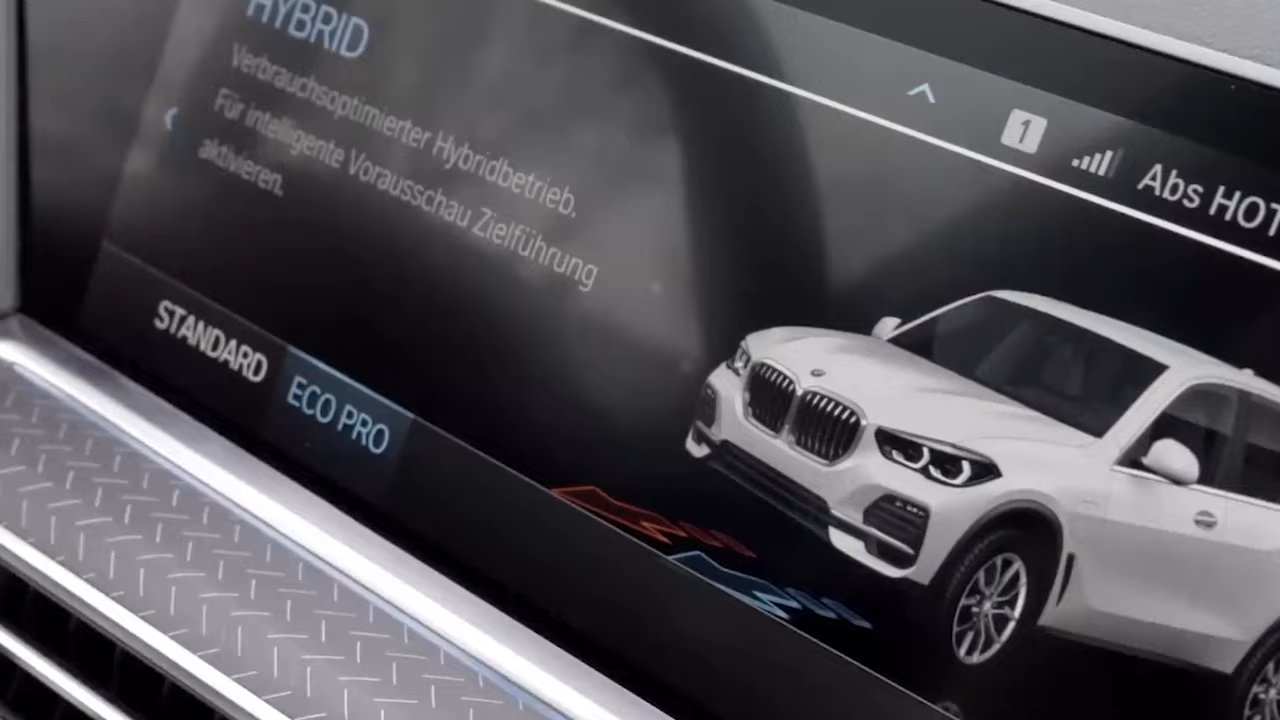 HYBRID
Verbrauchsoptimierter Hybridbetrieb.
Für intelligente Vorausschau Zielführung
aktivieren.
1
Abs HOT
STANDARD
ECO PRO